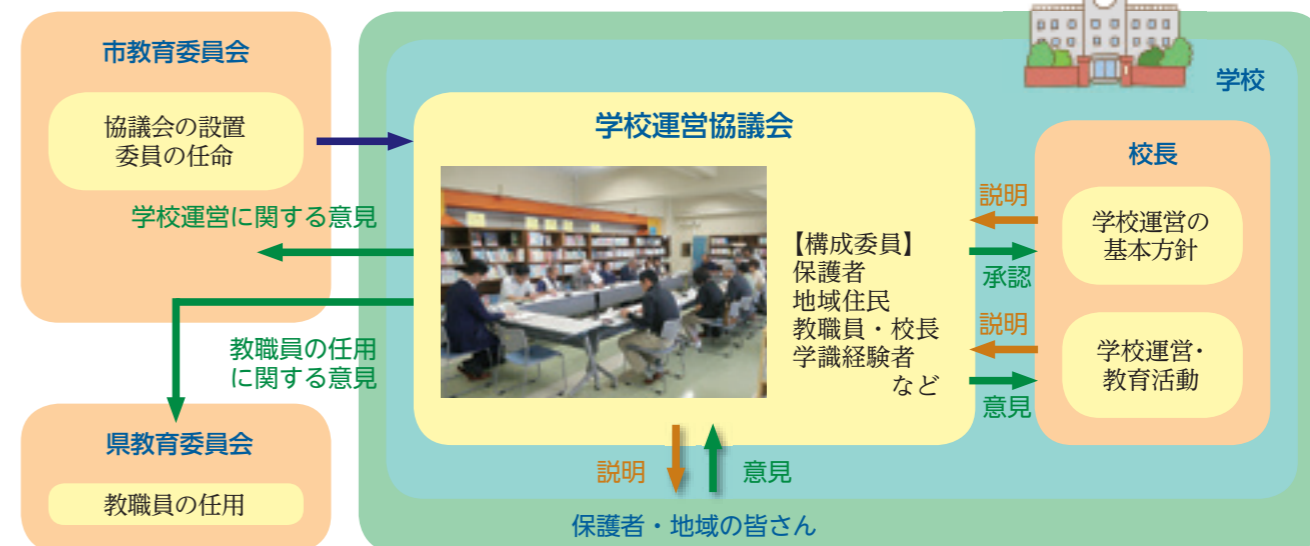 市教育委員会
協議会の設置
委員の任命
学校運営に関する意見
教職員の任用
に関する意見
県教育委員会
教職員の任用
学校運営協議会
【構成委員】
保護者
地域住民
教職員・校長
学識経験者
など
説明
意見
保護者・地域の皆さん
学校
校長
説明
学校運営の
基本方針
承認
説明
学校運営・
教育活動
意見